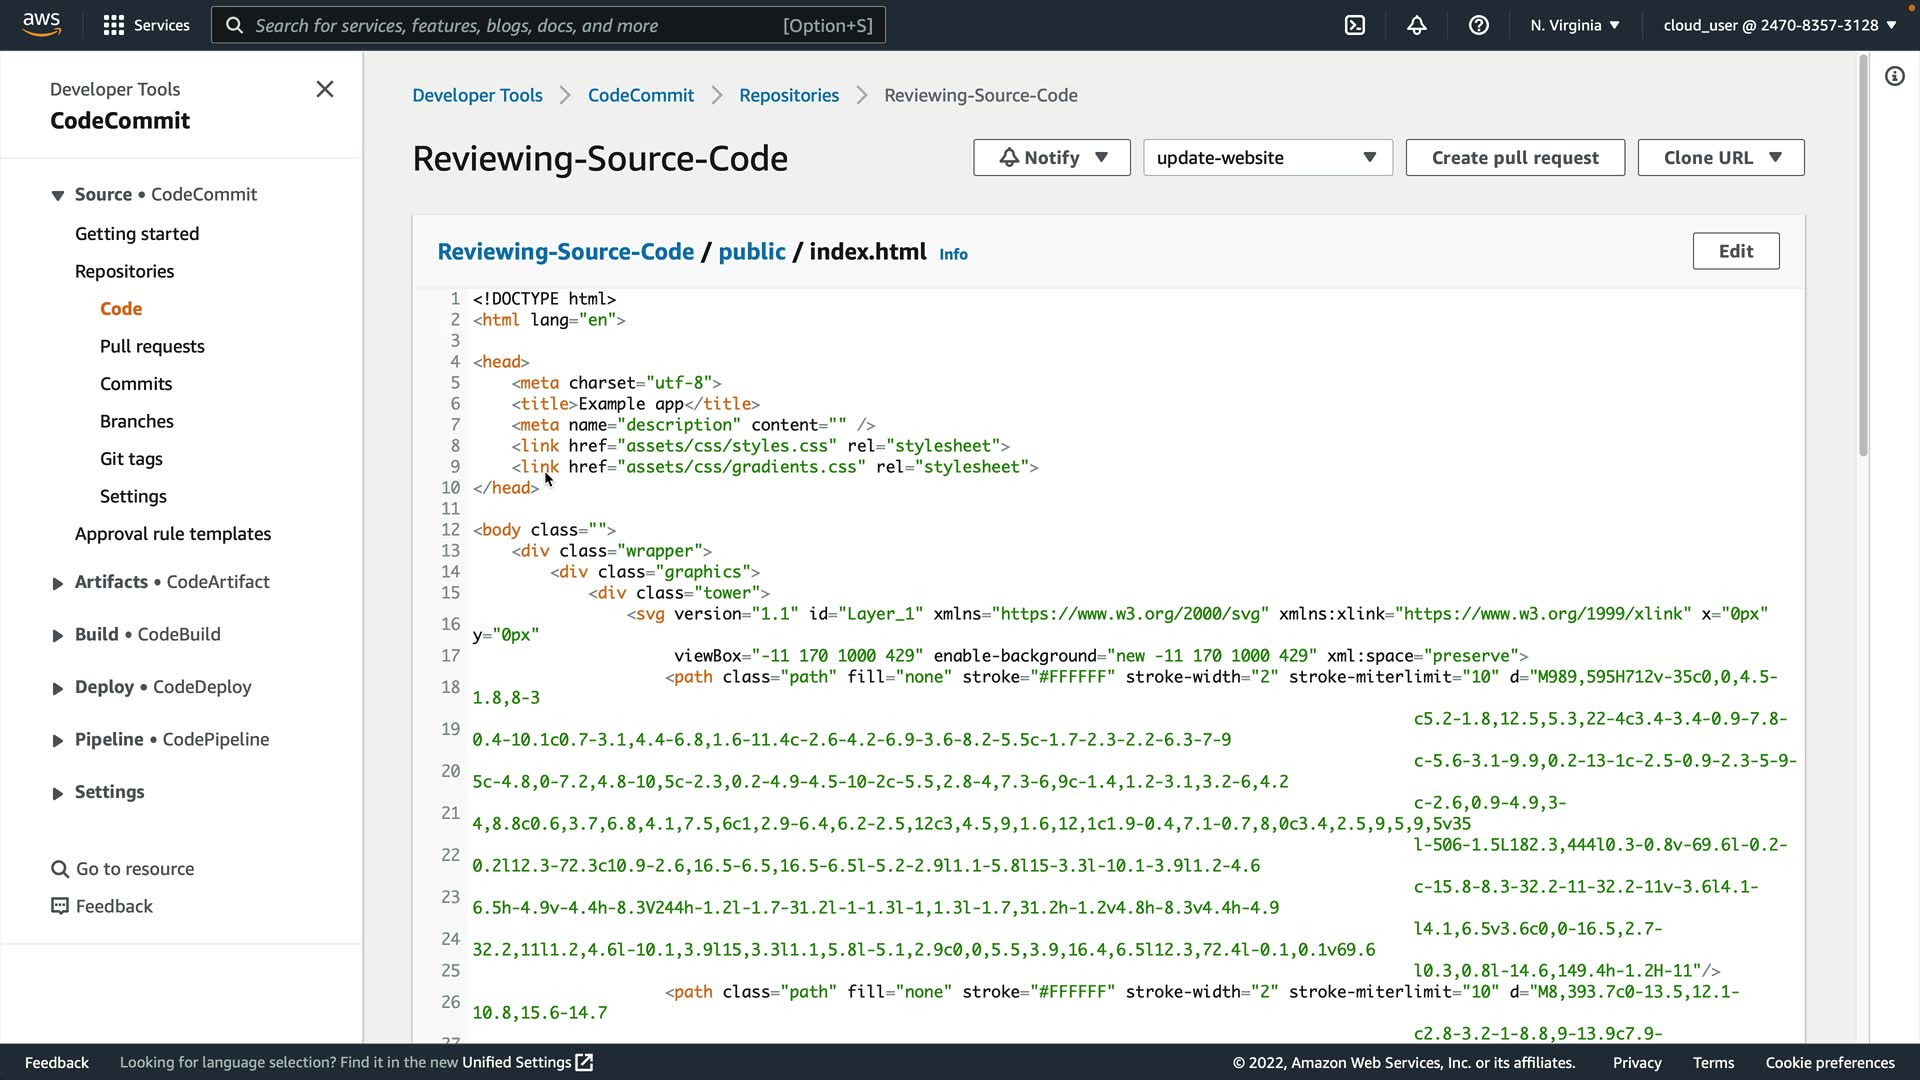 aws
Services
Search for services, features, blogs, docs, and more [Option+S]
N. Virginia
cloud_user @ 2470-8357-3128
Developer Tools
CodeCommit
Source • CodeCommit
Getting started
Repositories
Code
Pull requests
Commits
Branches
Git tags
Settings
Approval rule templates
Artifacts • CodeArtifact
Build • CodeBuild
Deploy • CodeDeploy
Pipeline • CodePipeline
Settings
Go to resource
Feedback
Developer Tools > CodeCommit > Repositories > Reviewing-Source-Code
Reviewing-Source-Code
Notify
update-website
Create pull request
Clone URL
Reviewing-Source-Code / public / index.html Info
Edit
1 <!DOCTYPE html>
2 <html lang="en">
3
4 <head>
5 <meta charset="utf-8">
6 <title>Example app</title>
7 <meta name="description" content="" />
8 <link href="assets/css/styles.css" rel="stylesheet">
9 <link href="assets/css/gradients.css" rel="stylesheet">
10 </head>
11
12 <body class="">
13 <div class="wrapper">
14 <div class="graphics">
15 <div class="tower">
16 <svg version="1.1" id="Layer_1" xmlns="https://www.w3.org/2000/svg" xmlns:xlink="https://www.w3.org/1999/xlink" x="0px"
y="0px"
17 viewBox="-11 170 1000 429" enable-background="new -11 170 1000 429" xml:space="preserve">
18 <path class="path" fill="none" stroke="#FFFFFF" stroke-width="2" stroke-miterlimit="10" d="M989,595H712v-35c0,0,4.5-
1.8,8-3
19 c5.2-1.8,12.5,5.3,22-4c3.4-3.4-0.9-7.8-
0.4-10.1c0.7-3.1,4.4-6.8,1.6-11.4c-2.6-4.2-6.9-3.6-8.2-5.5c-1.7-2.3-2.2-6.3-7-9
20 c-5.6-3.1-9.9,0.2-13-1c-2.5-0.9-2.3-5-9-
5c-4.8,0-7.2,4.8-10,5c-2.3,0.2-4.9-4.5-10-2c-5.5,2.8-4,7.3-6,9c-1.4,1.2-3.1,3.2-6,4.2
21 c-2.6,0.9-4.9,3-
4,8.8c0.6,3.7,6.8,4.1,7.5,6c1,2.9-6.4,6.2-2.5,12c3,4.5,9,1.6,12,1c1.9-0.4,7.1-0.7,8,0c3.4,2.5,9,5,9,5v35
22 l-506-1.5L182.3,444l0.3-0.8v-69.6l-0.2-
0.2l12.3-72.3c10.9-2.6,16.5-6.5,16.5-6.5l-5.2-2.9l1.1-5.8l15-3.3l-10.1-3.9l1.2-4.6
23 c-15.8-8.3-32.2-11-32.2-11v-3.6l4.1-
6.5h-4.9v-4.4h-8.3V244h-1.2l-1.7-31.2l-1-1.3l-1,1.3l-1.7,31.2h-1.2v4.8h-8.3v4.4h-4.9
24 l4.1,6.5v3.6c0,0-16.5,2.7-
32.2,11l1.2,4.6l-10.1,3.9l15,3.3l1.1,5.8l-5.1,2.9c0,0,5.5,3.9,16.4,6.5l12.3,72.4l-0.1,0.1v69.6
25 l0.3,0.8l-14.6,149.4h-1.2H-11"/>
26 <path class="path" fill="none" stroke="#FFFFFF" stroke-width="2" stroke-miterlimit="10" d="M8,393.7c0-13.5,12.1-
10.8,15.6-14.7
27 c2.8-3.2-1-8.8,9-13.9c7.9-
Feedback
Looking for language selection? Find it in the new Unified Settings
© 2022, Amazon Web Services, Inc. or its affiliates.
Privacy
Terms
Cookie preferences